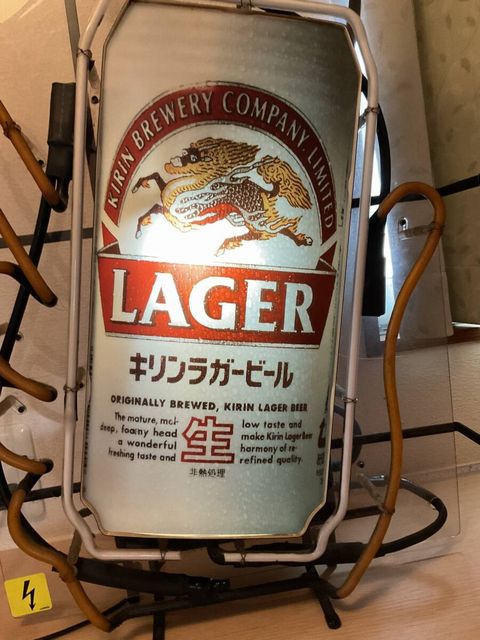 KIRIN BREWERY COMPANY, LIMITED
LAGER
キリンラガービール
ORIGINALLY BREWED, KIRIN LAGER BEER
The mature, mel-
deep, foamy head
a wonderful
freshing taste and
生
low taste and
make Kirin Lager Beer
harmony of re-
refined quality.
非熱処理